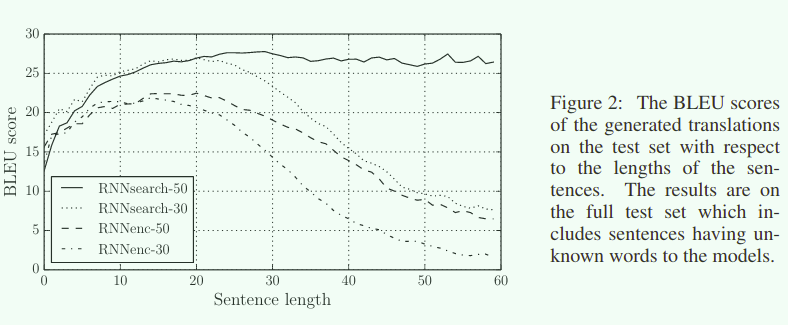 30
25
20
15
10
5
0
BLEU score
RNNsearch-50
RNNsearch-30
RNNenc-50
RNNenc-30
0 10 20 30 40 50 60
Sentence length
Figure 2: The BLEU scores
of the generated translations
on the test set with respect
to the lengths of the sen-
tences. The results are on
the full test set which in-
cludes sentences having un-
known words to the models.